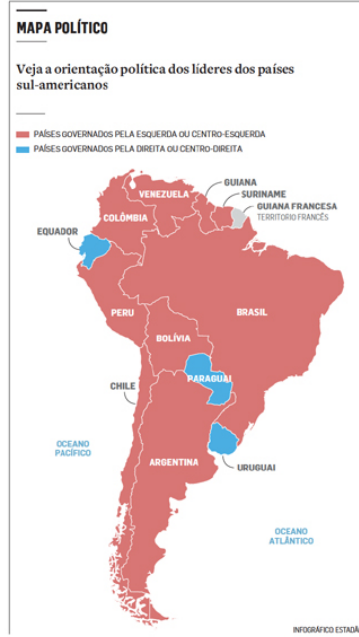 MAPA POLÍTICO
Veja a orientação política dos líderes dos países
sul-americanos
PAÍSES GOVERNADOS PELA ESQUERDA OU CENTRO-ESQUERDA
PAÍSES GOVERNADOS PELA DIREITA OU CENTRO-DIREITA
GUIANA
VENEZUELA
SURINAME
GUIANA FRANCESA
TERRITORIO FRANCÊS
COLÔMBIA
EQUADOR
PERU
BRASIL
BOLÍVIA
PARAGUAI
CHILE
OCEANO
PACÍFICO
ARGENTINA
URUGUAI
OCEANO
ATLÂNTICO
INFOGRÁFICO ESTADÃ